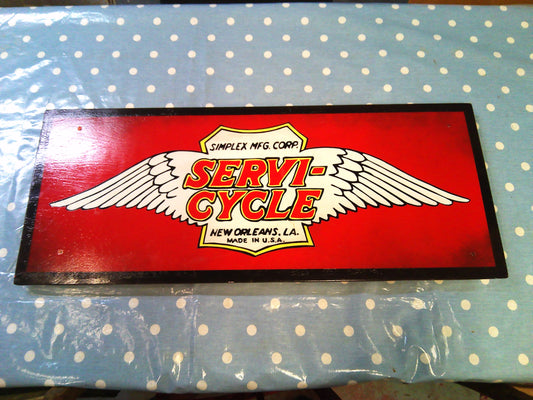 SIMPLEX MFG. CORP.
SERVI-
CYCLE
NEW ORLEANS, LA.
MADE IN U.S.A.